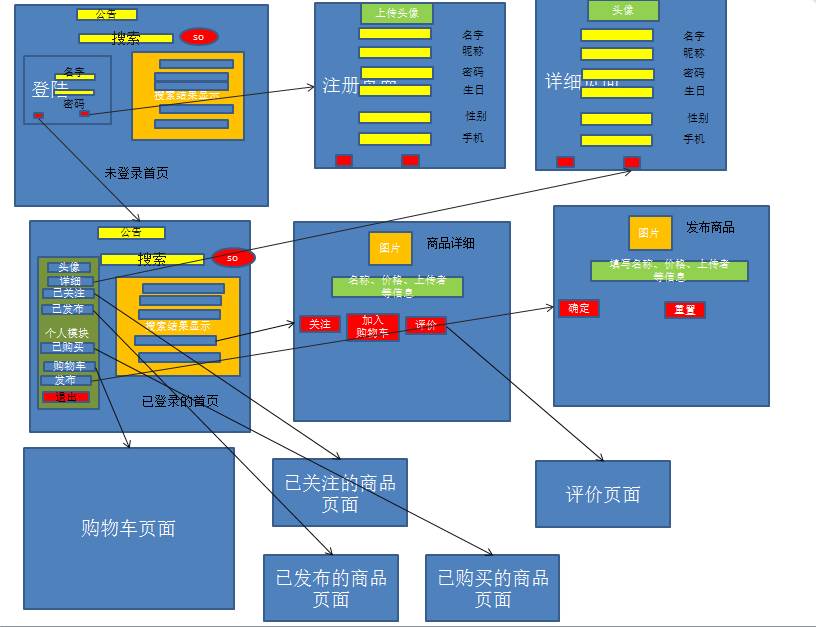 公告
搜索
so
登陆
名字
密码
搜索结果显示
未登录首页
上传头像
注册页面
名字
昵称
密码
生日
性别
手机
头像
详细页面
名字
昵称
密码
生日
性别
手机
公告
搜索
so
头像
详细
已关注
已发布
个人模块
已购买
购物车
发布
退出
搜索结果显示
已登录的首页
图片
商品详细
名称、价格、上传者
等信息
关注
加入
购物车
评价
图片
发布商品
填写名称、价格、上传者
等信息
确定
重置
购物车页面
已关注的商品
页面
评价页面
已发布的商品
页面
已购买的商品
页面